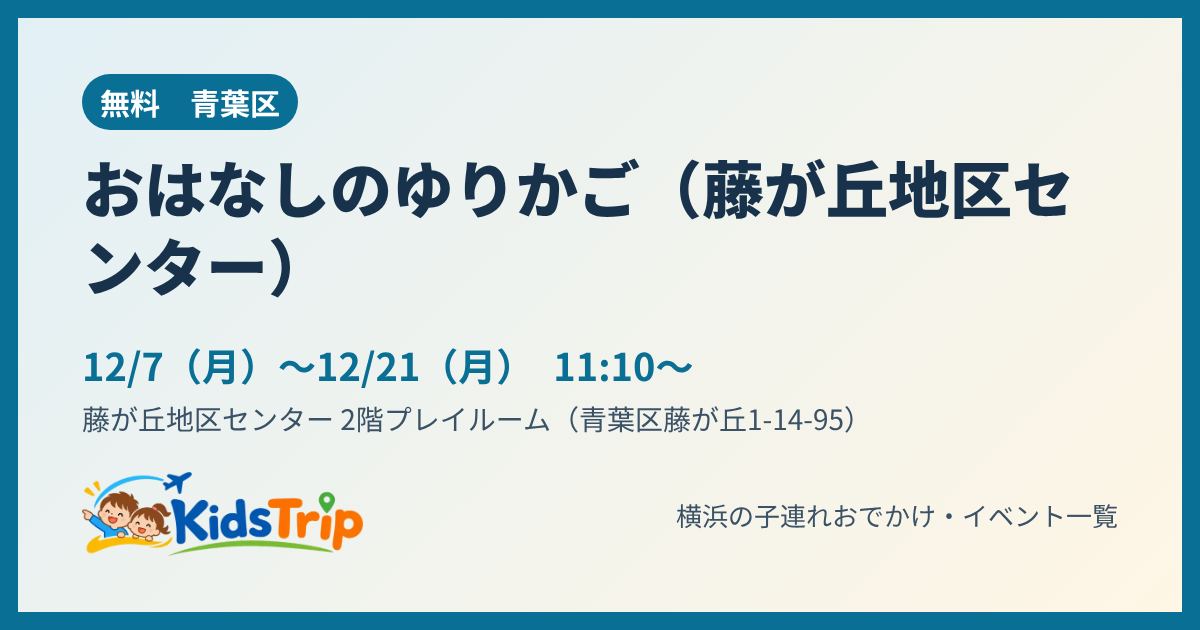 無料　青葉区
おはなしのゆりかご（藤が丘地区セ
ンター）
12/7（月）～12/21（月）　11:10～
藤が丘地区センター 2階プレイルーム（青葉区藤が丘1-14-95）
KidsTrip
横浜の子連れおでかけ・イベント一覧